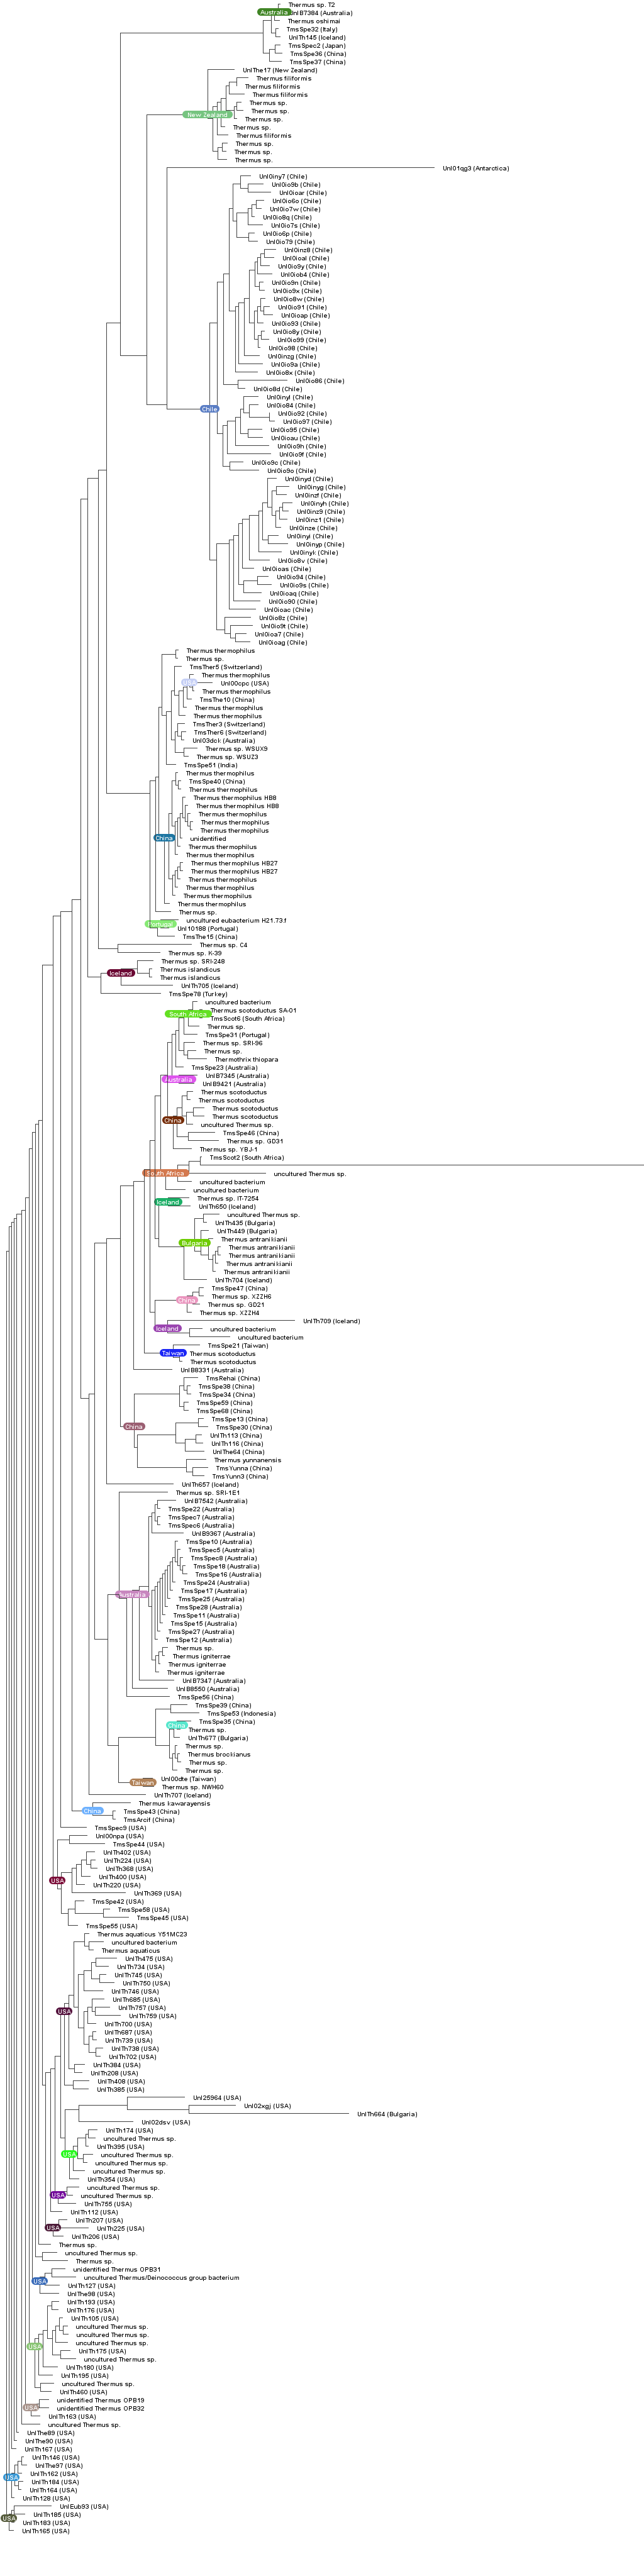 Thermus sp. T2
Australia
UnlB7384 (Australia)
Thermus oshimai
TmsSpe32 (Italy)
UnlTh145 (Iceland)
TmsSpec2 (Japan)
TmsSpe36 (China)
TmsSpe37 (China)
UnlThe17 (New Zealand)
Thermus filiformis
Thermus filiformis
Thermus filiformis
Thermus sp.
Thermus sp.
New Zealand
Thermus sp.
Thermus sp.
Thermus filiformis
Thermus sp.
Thermus sp.
Thermus sp.
Unl01qg3 (Antarctica)
Unl0iny7 (Chile)
Unl0io9b (Chile)
Unl0ioar (Chile)
Unl0io6o (Chile)
Unl0io7w (Chile)
Unl0io8q (Chile)
Unl0io7s (Chile)
Unl0io6p (Chile)
Unl0io79 (Chile)
Unl0inz8 (Chile)
Unl0ioal (Chile)
Unl0io9y (Chile)
Unl0iob4 (Chile)
Unl0io9n (Chile)
Unl0io9x (Chile)
Unl0io8w (Chile)
Unl0io91 (Chile)
Unl0ioap (Chile)
Unl0io93 (Chile)
Unl0io8y (Chile)
Unl0io99 (Chile)
Unl0io98 (Chile)
Unl0inzg (Chile)
Unl0io9a (Chile)
Unl0io8x (Chile)
Unl0io86 (Chile)
Unl0io8d (Chile)
Unl0inyl (Chile)
Unl0io84 (Chile)
Chile
Unl0io92 (Chile)
Unl0io97 (Chile)
Unl0io95 (Chile)
Unl0ioau (Chile)
Unl0io9h (Chile)
Unl0io9f (Chile)
Unl0io9c (Chile)
Unl0io9o (Chile)
Unl0inyd (Chile)
Unl0inyg (Chile)
Unl0inzf (Chile)
Unl0inyh (Chile)
Unl0inz9 (Chile)
Unl0inz1 (Chile)
Unl0inze (Chile)
Unl0inyi (Chile)
Unl0inyp (Chile)
Unl0inyk (Chile)
Unl0io8v (Chile)
Unl0ioas (Chile)
Unl0io94 (Chile)
Unl0io9s (Chile)
Unl0ioaq (Chile)
Unl0io90 (Chile)
Unl0ioac (Chile)
Unl0io8z (Chile)
Unl0io9t (Chile)
Unl0ioa7 (Chile)
Unl0ioag (Chile)
Thermus thermophilus
Thermus sp.
TmsTher5 (Switzerland)
Thermus thermophilus
USA
Unl00cpc (USA)
Thermus thermophilus
TmsThe10 (China)
Thermus thermophilus
Thermus thermophilus
TmsTher3 (Switzerland)
TmsTher6 (Switzerland)
Unl03dck (Australia)
Thermus sp. WSUX9
Thermus sp. WSUZ3
TmsSpe51 (India)
Thermus thermophilus
TmsSpe40 (China)
Thermus thermophilus
Thermus thermophilus HB8
Thermus thermophilus HB8
Thermus thermophilus
Thermus thermophilus
Thermus thermophilus
China
unidentified
Thermus thermophilus
Thermus thermophilus
Thermus thermophilus HB27
Thermus thermophilus HB27
Thermus thermophilus
Thermus thermophilus
Thermus thermophilus
Thermus thermophilus
Thermus sp.
uncultured eubacterium H21.73.f
Unl10188 (Portugal)
TmsThe15 (China)
Thermus sp. C4
Thermus sp. K-39
Thermus sp. SRI-248
Thermus islandicus
Iceland
Thermus islandicus
UnlTh705 (Iceland)
TmsSpe78 (Turkey)
uncultured bacterium
Thermus scotoductus SA-01
South Africa
TmsScot6 (South Africa)
Thermus sp.
TmsSpe31 (Portugal)
Thermus sp. SRI-96
Thermus sp.
Thermothrix thiopara
TmsSpe23 (Australia)
UnlB7345 (Australia)
Australia
UnlB9421 (Australia)
Thermus scotoductus
Thermus scotoductus
Thermus scotoductus
Thermus scotoductus
China
uncultured Thermus sp.
TmsSpe46 (China)
Thermus sp. GD31
Thermus sp. YBJ-1
TmsScot2 (South Africa)
South Africa
uncultured Thermus sp.
uncultured bacterium
uncultured bacterium
Thermus sp. IT-7254
Iceland
UnlTh650 (Iceland)
uncultured Thermus sp.
UnlTh435 (Bulgaria)
UnlTh449 (Bulgaria)
Thermus antranikianii
Bulgaria
Thermus antranikianii
Thermus antranikianii
Thermus antranikianii
Thermus antranikianii
UnlTh704 (Iceland)
TmsSpe47 (China)
Thermus sp. XZZH6
China
Thermus sp. GD21
Thermus sp. XZZH4
UnlTh709 (Iceland)
Iceland
uncultured bacterium
uncultured bacterium
TmsSpe21 (Taiwan)
Taiwan
Thermus scotoductus
Thermus scotoductus
UnlB8331 (Australia)
TmsRehai (China)
TmsSpe38 (China)
TmsSpe34 (China)
TmsSpe59 (China)
TmsSpe68 (China)
TmsSpe13 (China)
China
TmsSpe30 (China)
UnlTh113 (China)
UnlTh116 (China)
UnlThe64 (China)
Thermus yunnanensis
TmsYunna (China)
TmsYunn3 (China)
UnlTh657 (Iceland)
Thermus sp. SRI-1E1
UnlB7542 (Australia)
TmsSpe22 (Australia)
TmsSpec7 (Australia)
TmsSpec6 (Australia)
UnlB9367 (Australia)
TmsSpe10 (Australia)
TmsSpec5 (Australia)
TmsSpec8 (Australia)
TmsSpe18 (Australia)
TmsSpe16 (Australia)
TmsSpe24 (Australia)
TmsSpe17 (Australia)
Australia
TmsSpe25 (Australia)
TmsSpe28 (Australia)
TmsSpe11 (Australia)
TmsSpe15 (Australia)
TmsSpe27 (Australia)
TmsSpe12 (Australia)
Thermus sp.
Thermus igniterrae
Thermus igniterrae
Thermus igniterrae
UnlB7347 (Australia)
UnlB8550 (Australia)
TmsSpe56 (China)
TmsSpe39 (China)
TmsSpe53 (Indonesia)
TmsSpe35 (China)
China
Thermus sp.
UnlTh677 (Bulgaria)
Thermus sp.
Thermus brockianus
Thermus sp.
Thermus sp.
Unl00dte (Taiwan)
Taiwan
Thermus sp. NWH60
UnlTh707 (Iceland)
Thermus kawarayensis
China
TmsSpe43 (China)
TmsArcif (China)
TmsSpec9 (USA)
Unl00npa (USA)
TmsSpe44 (USA)
UnlTh402 (USA)
UnlTh224 (USA)
UnlTh368 (USA)
UnlTh400 (USA)
USA
UnlTh220 (USA)
UnlTh369 (USA)
TmsSpe42 (USA)
TmsSpe58 (USA)
TmsSpe45 (USA)
TmsSpe55 (USA)
Thermus aquaticus Y51MC23
uncultured bacterium
Thermus aquaticus
UnlTh475 (USA)
UnlTh734 (USA)
UnlTh745 (USA)
UnlTh750 (USA)
UnlTh746 (USA)
UnlTh685 (USA)
UnlTh757 (USA)
USA
UnlTh759 (USA)
UnlTh700 (USA)
UnlTh687 (USA)
UnlTh739 (USA)
UnlTh738 (USA)
UnlTh702 (USA)
UnlTh384 (USA)
UnlTh208 (USA)
UnlTh408 (USA)
UnlTh385 (USA)
Unl25964 (USA)
Unl02xgj (USA)
UnlTh664 (Bulgaria)
Unl02dsv (USA)
UnlTh174 (USA)
uncultured Thermus sp.
UnlTh395 (USA)
USA
uncultured Thermus sp.
uncultured Thermus sp.
uncultured Thermus sp.
UnlTh354 (USA)
uncultured Thermus sp.
USA
uncultured Thermus sp.
UnlTh755 (USA)
UnlTh112 (USA)
UnlTh207 (USA)
USA
UnlTh225 (USA)
UnlTh206 (USA)
Thermus sp.
uncultured Thermus sp.
Thermus sp.
unidentified Thermus OPB31
uncultured Thermus/Deinococcus group bacterium
USA
UnlTh127 (USA)
UnlThe98 (USA)
UnlTh193 (USA)
UnlTh176 (USA)
UnlTh105 (USA)
uncultured Thermus sp.
uncultured Thermus sp.
uncultured Thermus sp.
USA
UnlTh175 (USA)
uncultured Thermus sp.
UnlTh180 (USA)
UnlTh195 (USA)
uncultured Thermus sp.
UnlTh460 (USA)
unidentified Thermus OPB19
USA
unidentified Thermus OPB32
UnlTh163 (USA)
uncultured Thermus sp.
UnlThe89 (USA)
UnlThe90 (USA)
UnlTh167 (USA)
UnlTh146 (USA)
UnlThe97 (USA)
USA
UnlTh162 (USA)
UnlTh184 (USA)
UnlTh164 (USA)
UnlTh128 (USA)
UnlEub93 (USA)
USA
UnlTh185 (USA)
UnlTh183 (USA)
UnlTh165 (USA)